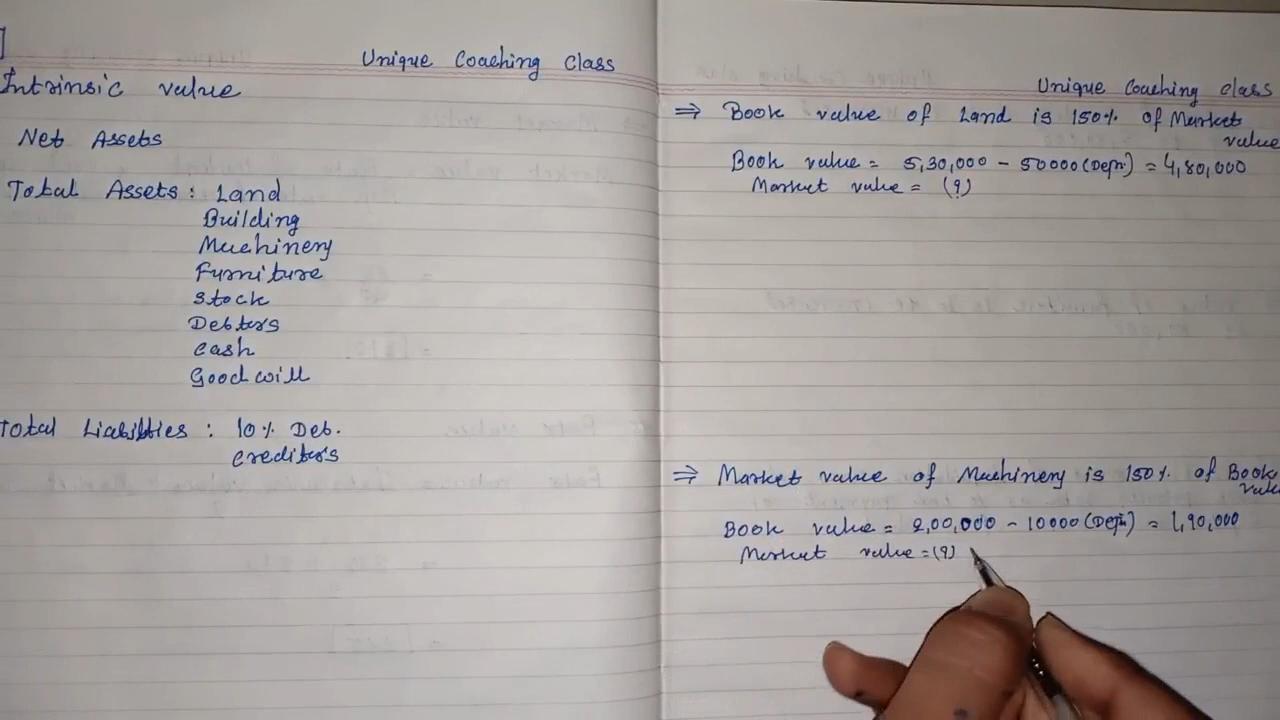 Unique Coaching Class
Intrinsic value
Net Assets
Total Assets : Land
Building
Machinery
Furniture
Stock
Debtors
Cash
Goodwill
Total Liabilities : 10% Deb.
creditors
Unique Coaching Class
⇒ Book value of Land is 150% of Market
value
Book value = 5,30,000 - 50000 (Depn.) = 4,80,000
Market value = (?)
⇒ Market value of Machinery is 150% of Book
value
Book value = 2,00,000 - 10000 (Depn.) = 1,90,000
Market value = (?)